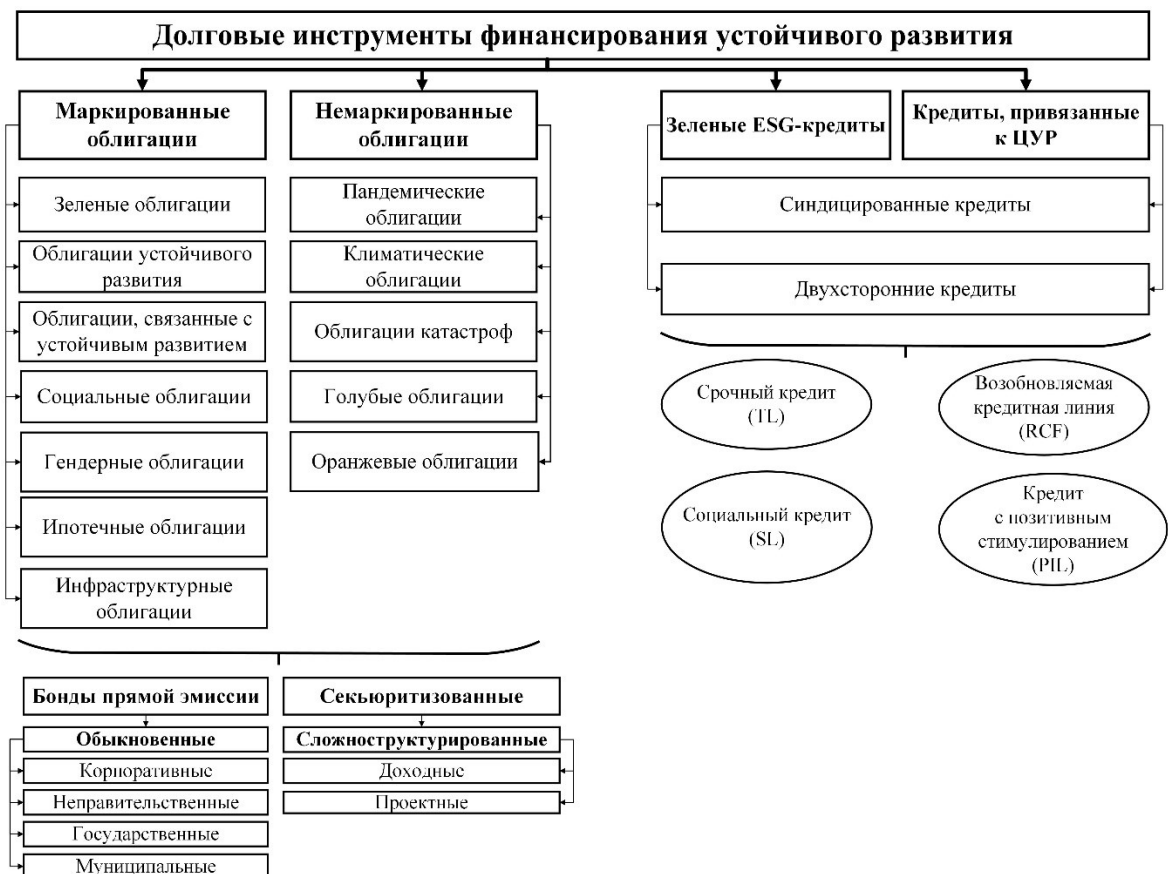 Долговые инструменты финансирования устойчивого развития
Маркированные
облигации
Зеленые облигации
Облигации устойчивого
развития
Облигации, связанные с
устойчивым развитием
Социальные облигации
Гендерные облигации
Ипотечные облигации
Инфраструктурные
облигации
Немаркированные
облигации
Пандемические
облигации
Климатические
облигации
Облигации катастроф
Голубые облигации
Оранжевые облигации
Зеленые ESG-кредиты
Кредиты, привязанные
к ЦУР
Синдицированные кредиты
Двухсторонние кредиты
Срочный кредит
(TL)
Возобновляемая
кредитная линия
(RCF)
Социальный кредит
(SL)
Кредит
с позитивным
стимулированием
(PIL)
Бонды прямой эмиссии
Обыкновенные
Корпоративные
Неправительственные
Государственные
Муниципальные
Секьюритизованные
Сложноструктурированные
Доходные
Проектные